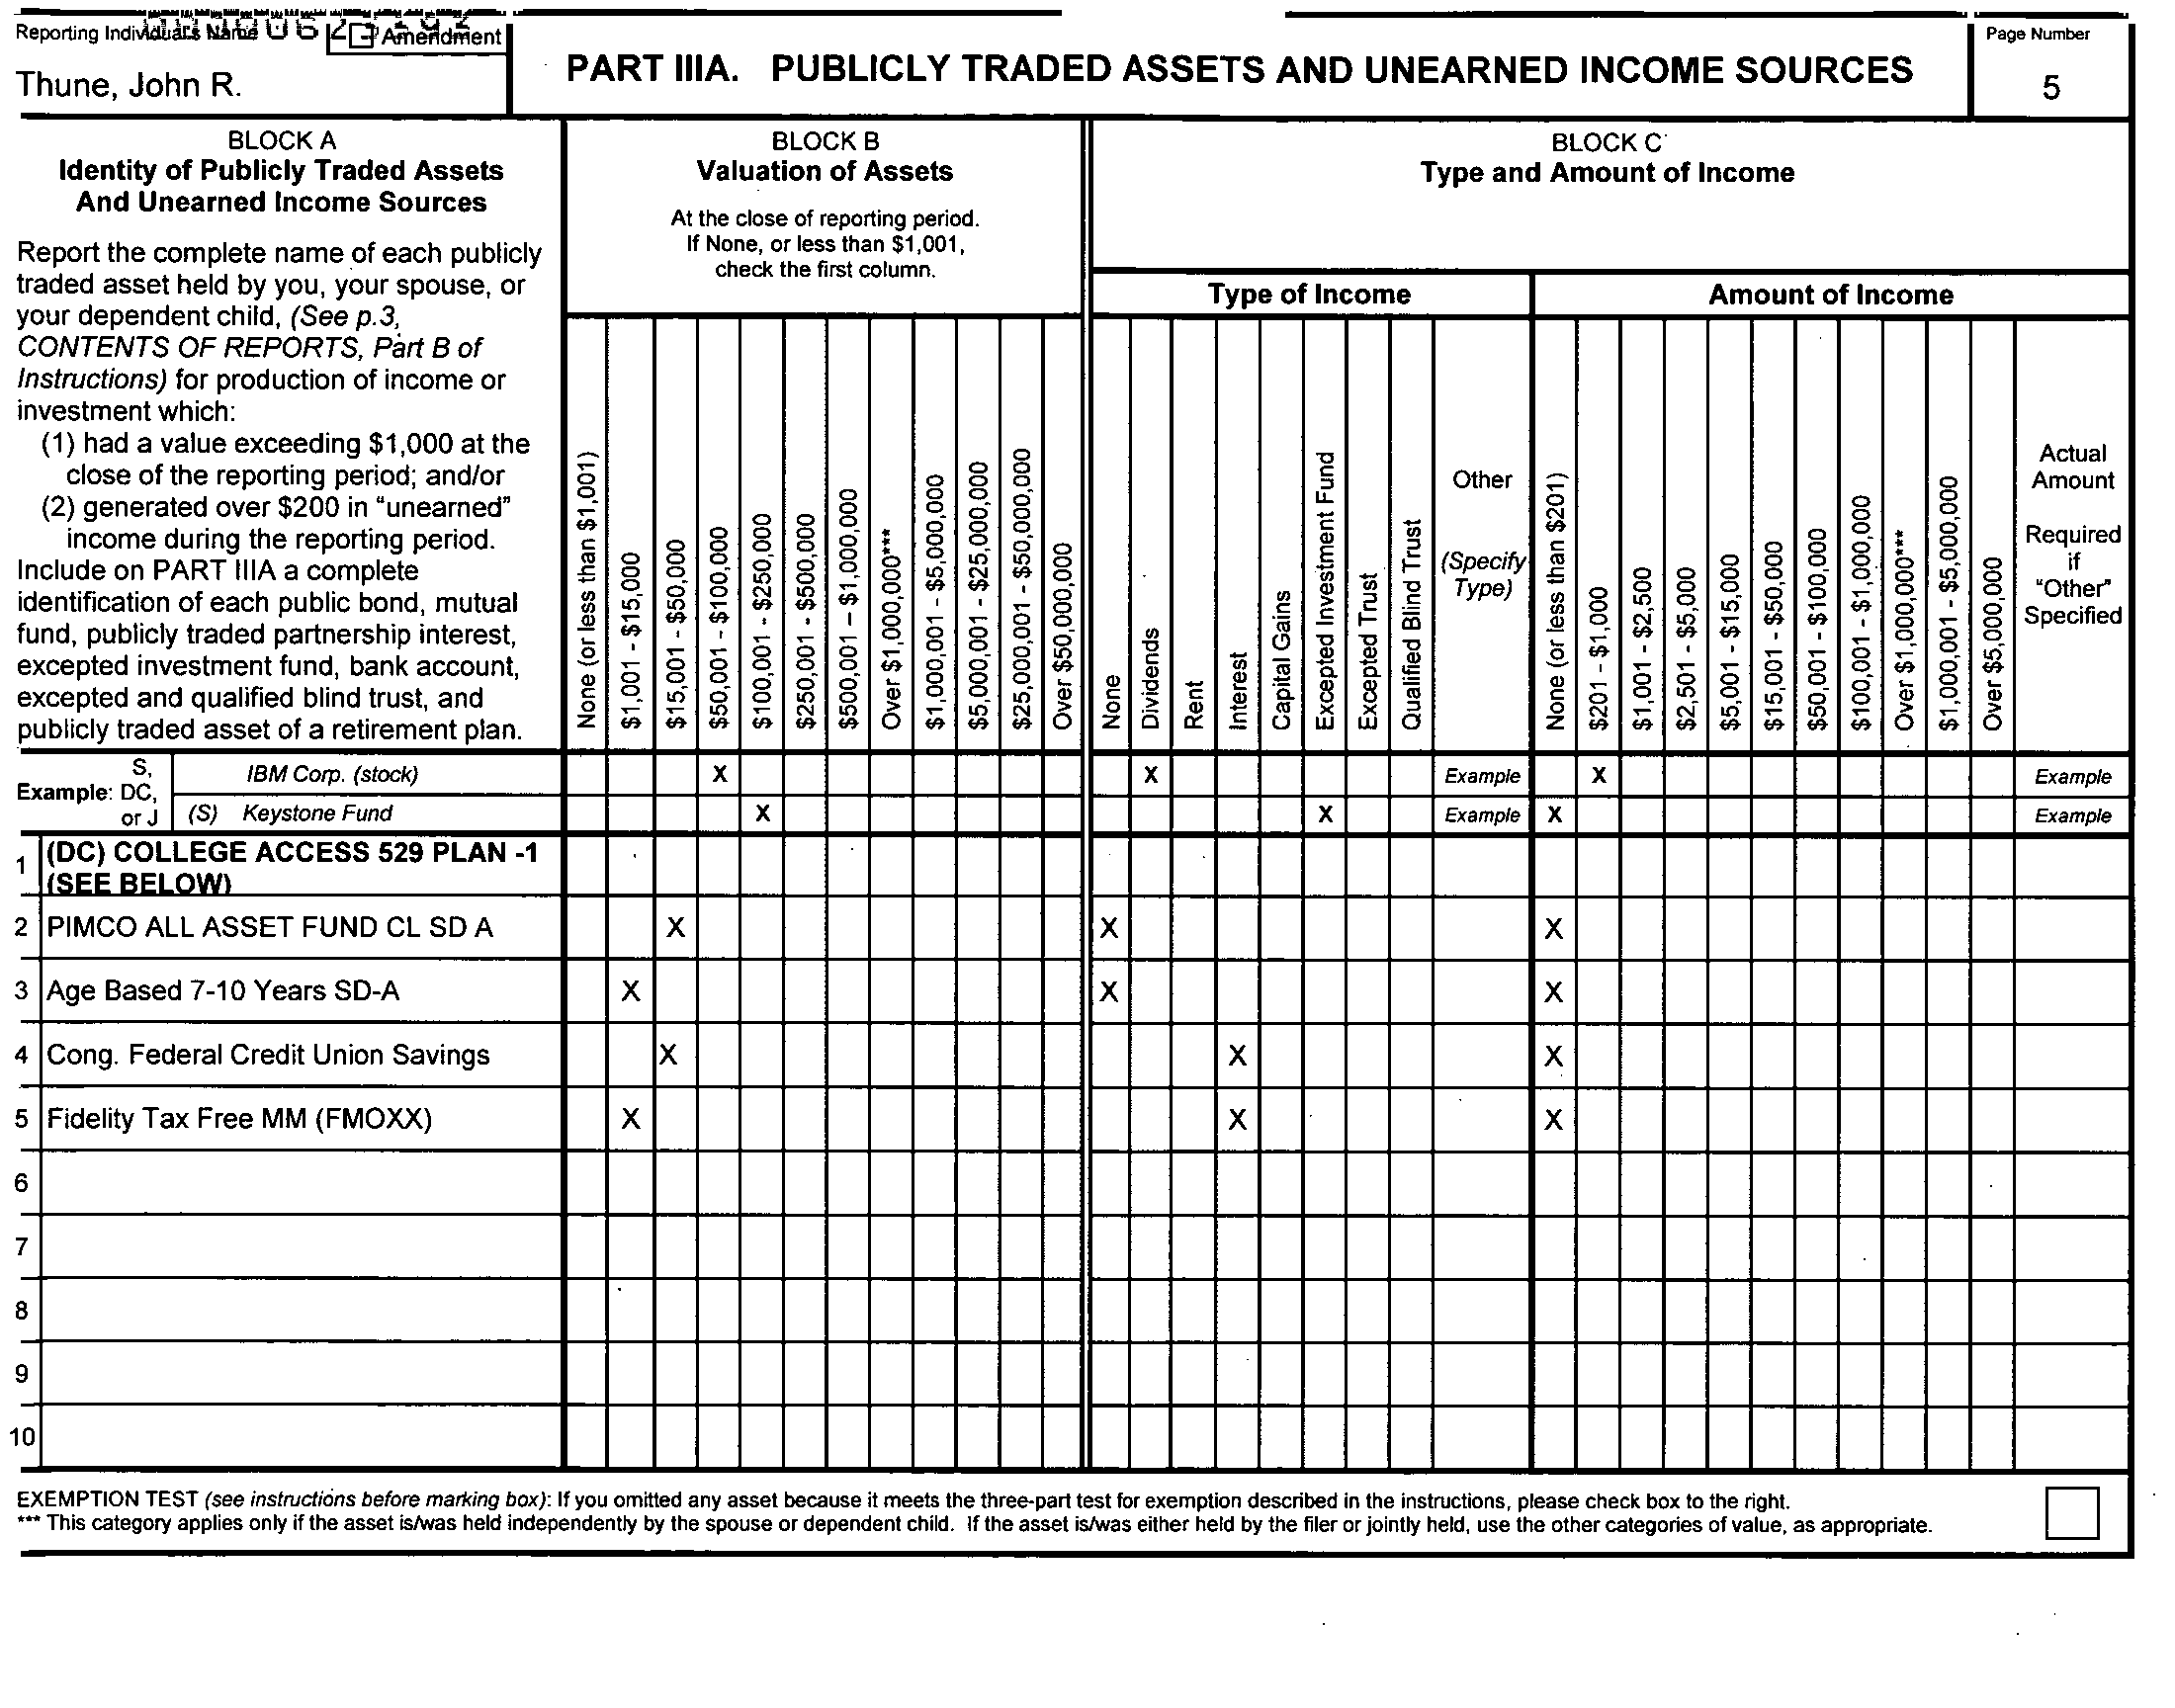 Reporting Individual's Name
Amendment
Thune, John R.
PART IIIA. PUBLICLY TRADED ASSETS AND UNEARNED INCOME SOURCES
Page Number
5
BLOCK A
Identity of Publicly Traded Assets
And Unearned Income Sources
Report the complete name of each publicly
traded asset held by you, your spouse, or
your dependent child, (See p.3,
CONTENTS OF REPORTS, Part B of
Instructions) for production of income or
investment which:
(1) had a value exceeding $1,000 at the
close of the reporting period; and/or
(2) generated over $200 in "unearned"
income during the reporting period.
Include on PART IIIA a complete
identification of each public bond, mutual
fund, publicly traded partnership interest,
excepted investment fund, bank account,
excepted and qualified blind trust, and
publicly traded asset of a retirement plan.
BLOCK B
Valuation of Assets
At the close of reporting period.
If None, or less than $1,001,
check the first column.
None (or less than $1,001)
$1,001 - $15,000
$15,001 - $50,000
$50,001 - $100,000
$100,001 - $250,000
$250,001 - $500,000
$500,001 – $1,000,000
Over $1,000,000***
$1,000,001 - $5,000,000
$5,000,001 - $25,000,000
$25,000,001 - $50,000,000
Over $50,000,000
BLOCK C
Type and Amount of Income
Type of Income
None
Dividends
Rent
Interest
Capital Gains
Excepted Investment Fund
Excepted Trust
Qualified Blind Trust
Other
(Specify
Type)
Amount of Income
None (or less than $201)
$201 - $1,000
$1,001 - $2,500
$2,501 - $5,000
$5,001 - $15,000
$15,001 - $50,000
$50,001 - $100,000
$100,001 - $1,000,000
Over $1,000,000***
$1,000,001 - $5,000,000
Over $5,000,000
Actual
Amount
Required
if
"Other"
Specified
Example: S,
DC,
or J
IBM Corp. (stock) X X Example X Example
(S) Keystone Fund X X Example X Example
1 (DC) COLLEGE ACCESS 529 PLAN -1
(SEE BELOW)
2 PIMCO ALL ASSET FUND CL SD A X X X
3 Age Based 7-10 Years SD-A X X X
4 Cong. Federal Credit Union Savings X X X
5 Fidelity Tax Free MM (FMOXX) X X X
6
7
8
9
10
EXEMPTION TEST (see instructions before marking box): If you omitted any asset because it meets the three-part test for exemption described in the instructions, please check box to the right.
*** This category applies only if the asset is/was held independently by the spouse or dependent child. If the asset is/was either held by the filer or jointly held, use the other categories of value, as appropriate.